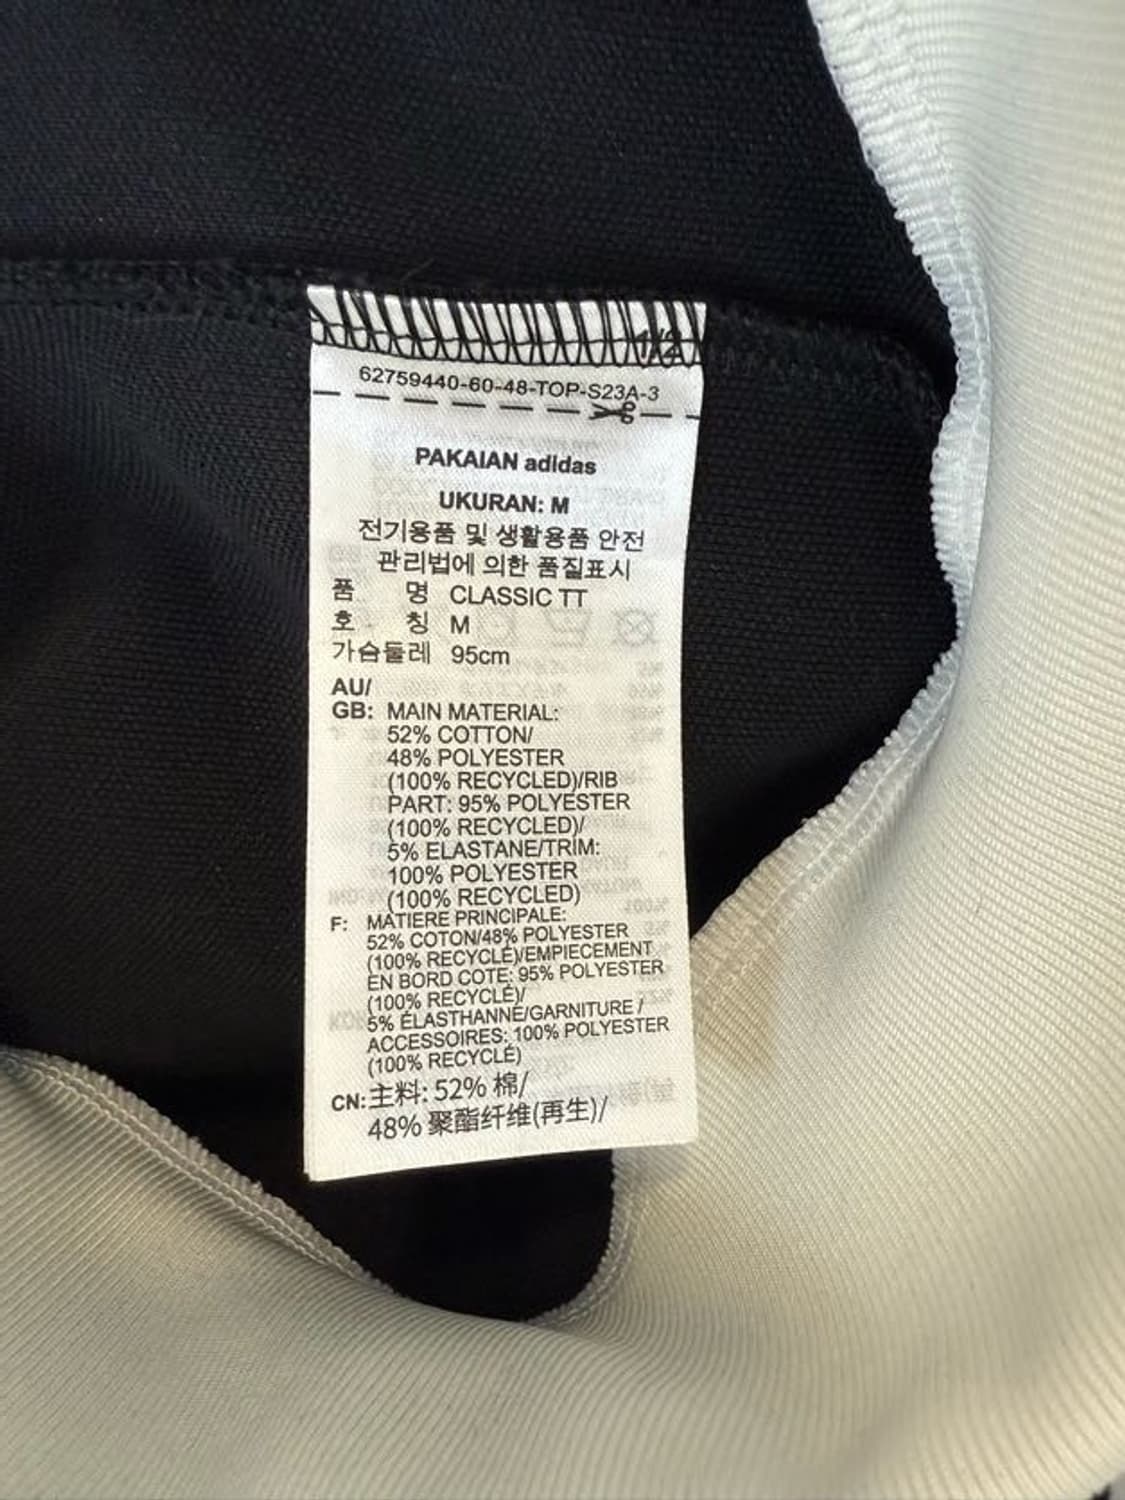 1/2
62759440-60-48-TOP-S23A-3
PAKAIAN adidas
UKURAN: M
전기용품 및 생활용품 안전
관리법에 의한 품질표시
품 명 CLASSIC TT
호 칭 M
가슴둘레 95cm
AU/
GB: MAIN MATERIAL:
52% COTTON/
48% POLYESTER
(100% RECYCLED)/RIB
PART: 95% POLYESTER
(100% RECYCLED)/
5% ELASTANE/TRIM:
100% POLYESTER
(100% RECYCLED)
F: MATIERE PRINCIPALE:
52% COTON/48% POLYESTER
(100% RECYCLÉ)/EMPIECEMENT
EN BORD COTE: 95% POLYESTER
(100% RECYCLÉ)/
5% ÉLASTHANNE/GARNITURE /
ACCESSOIRES: 100% POLYESTER
(100% RECYCLÉ)
CN: 主料: 52% 棉/
48% 聚酯纤维(再生)/